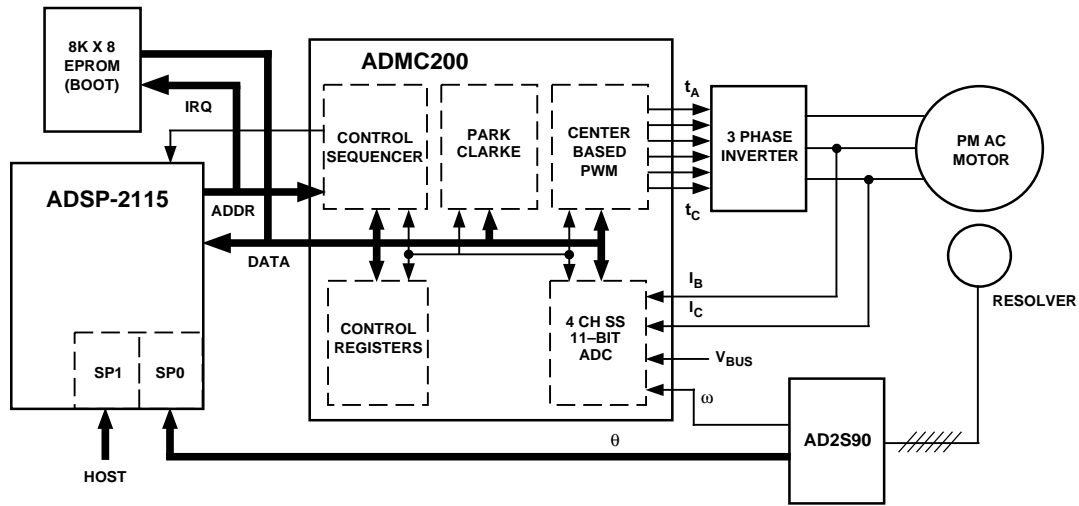 8K X 8
EPROM
(BOOT)
IRQ
ADMC200
CONTROL
SEQUENCER
PARK
CLARKE
CENTER
BASED
PWM
tA
tC
3 PHASE
INVERTER
PM AC
MOTOR
ADSP-2115
ADDR
DATA
CONTROL
REGISTERS
4 CH SS
11–BIT
ADC
IB
IC
VBUS
ω
RESOLVER
SP1
SP0
HOST
θ
AD2S90